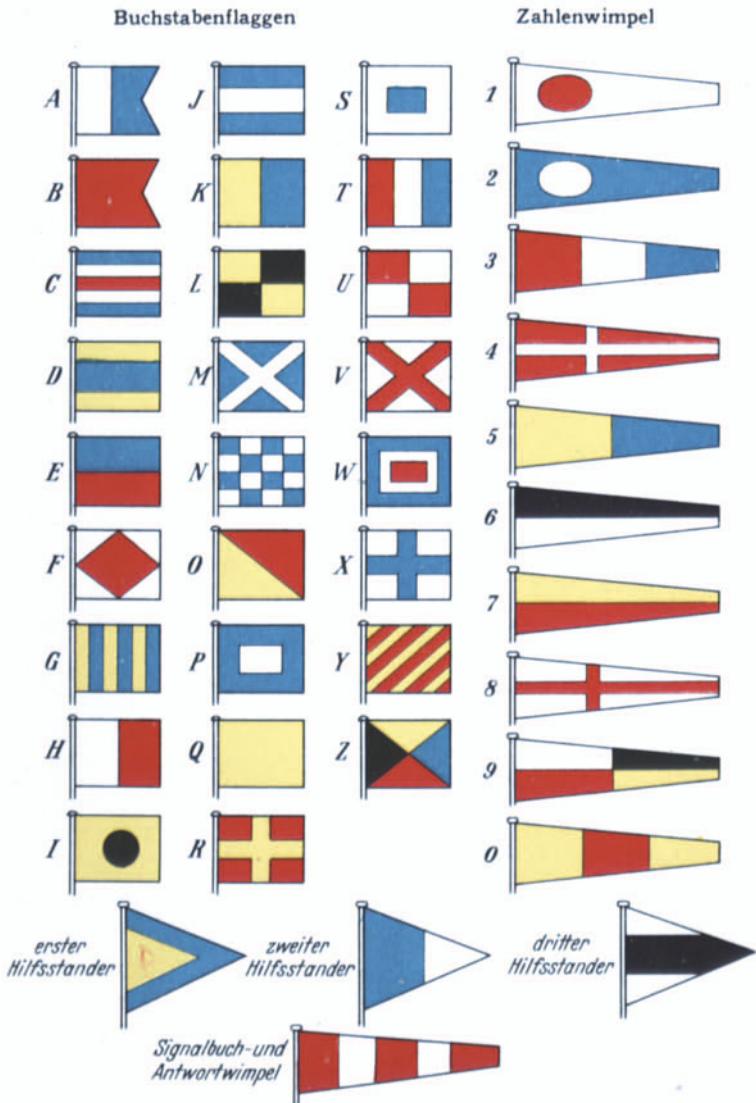 Buchstabenflaggen
A
B
C
D
E
F
G
H
I
J
K
L
M
N
O
P
Q
R
S
T
U
V
W
X
Y
Z
Zahlenwimpel
1
2
3
4
5
6
7
8
9
0
erster
Hilfsstander
zweiter
Hilfsstander
dritter
Hilfsstander
Signalbuch- und
Antwortwimpel